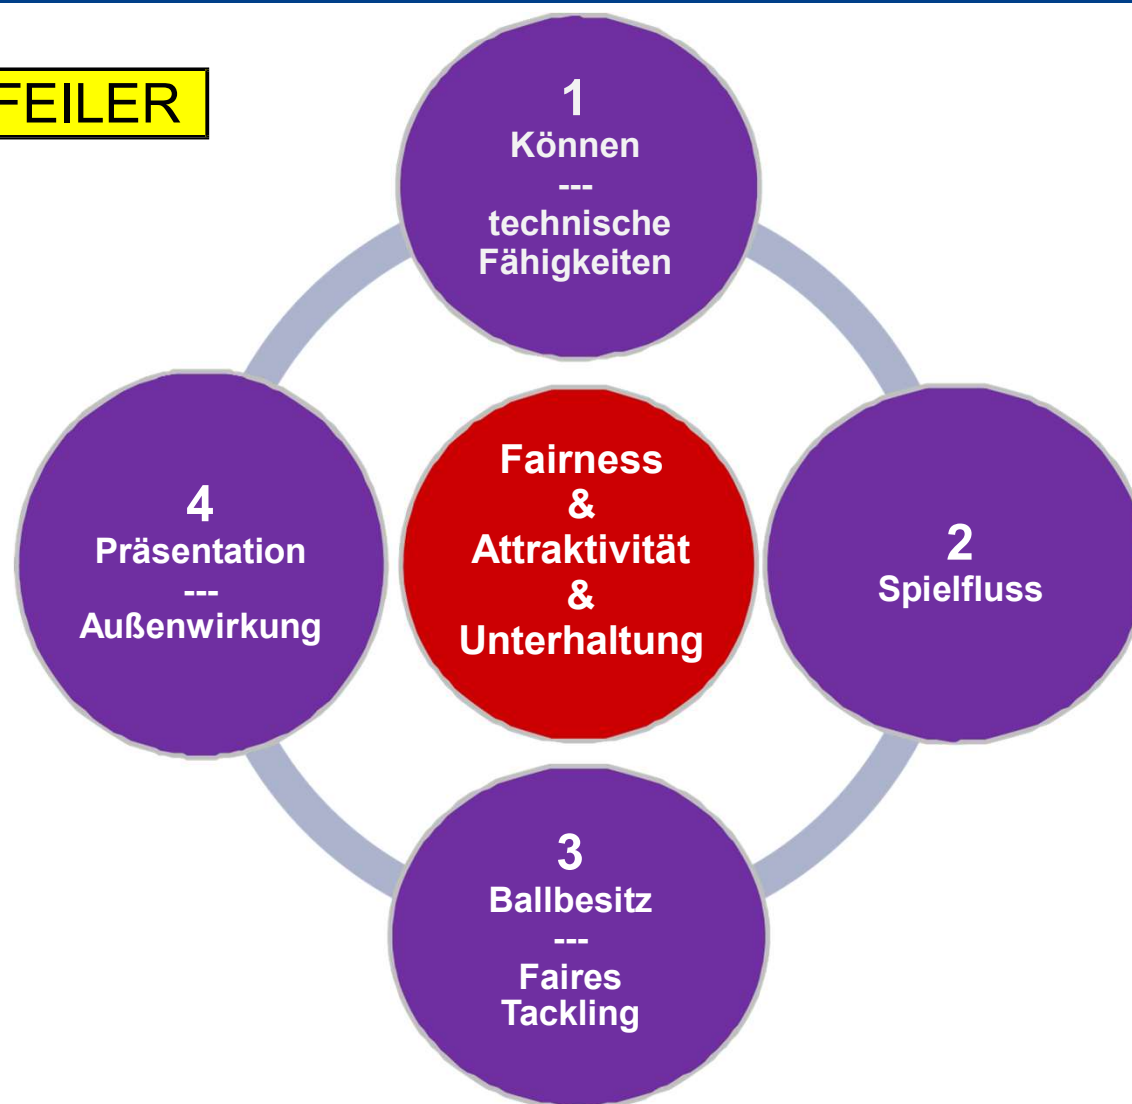 FEILER
1
Können
---
technische
Fähigkeiten
4
Präsentation
---
Außenwirkung
Fairness
&
Attraktivität
&
Unterhaltung
2
Spielfluss
3
Ballbesitz
---
Faires
Tackling